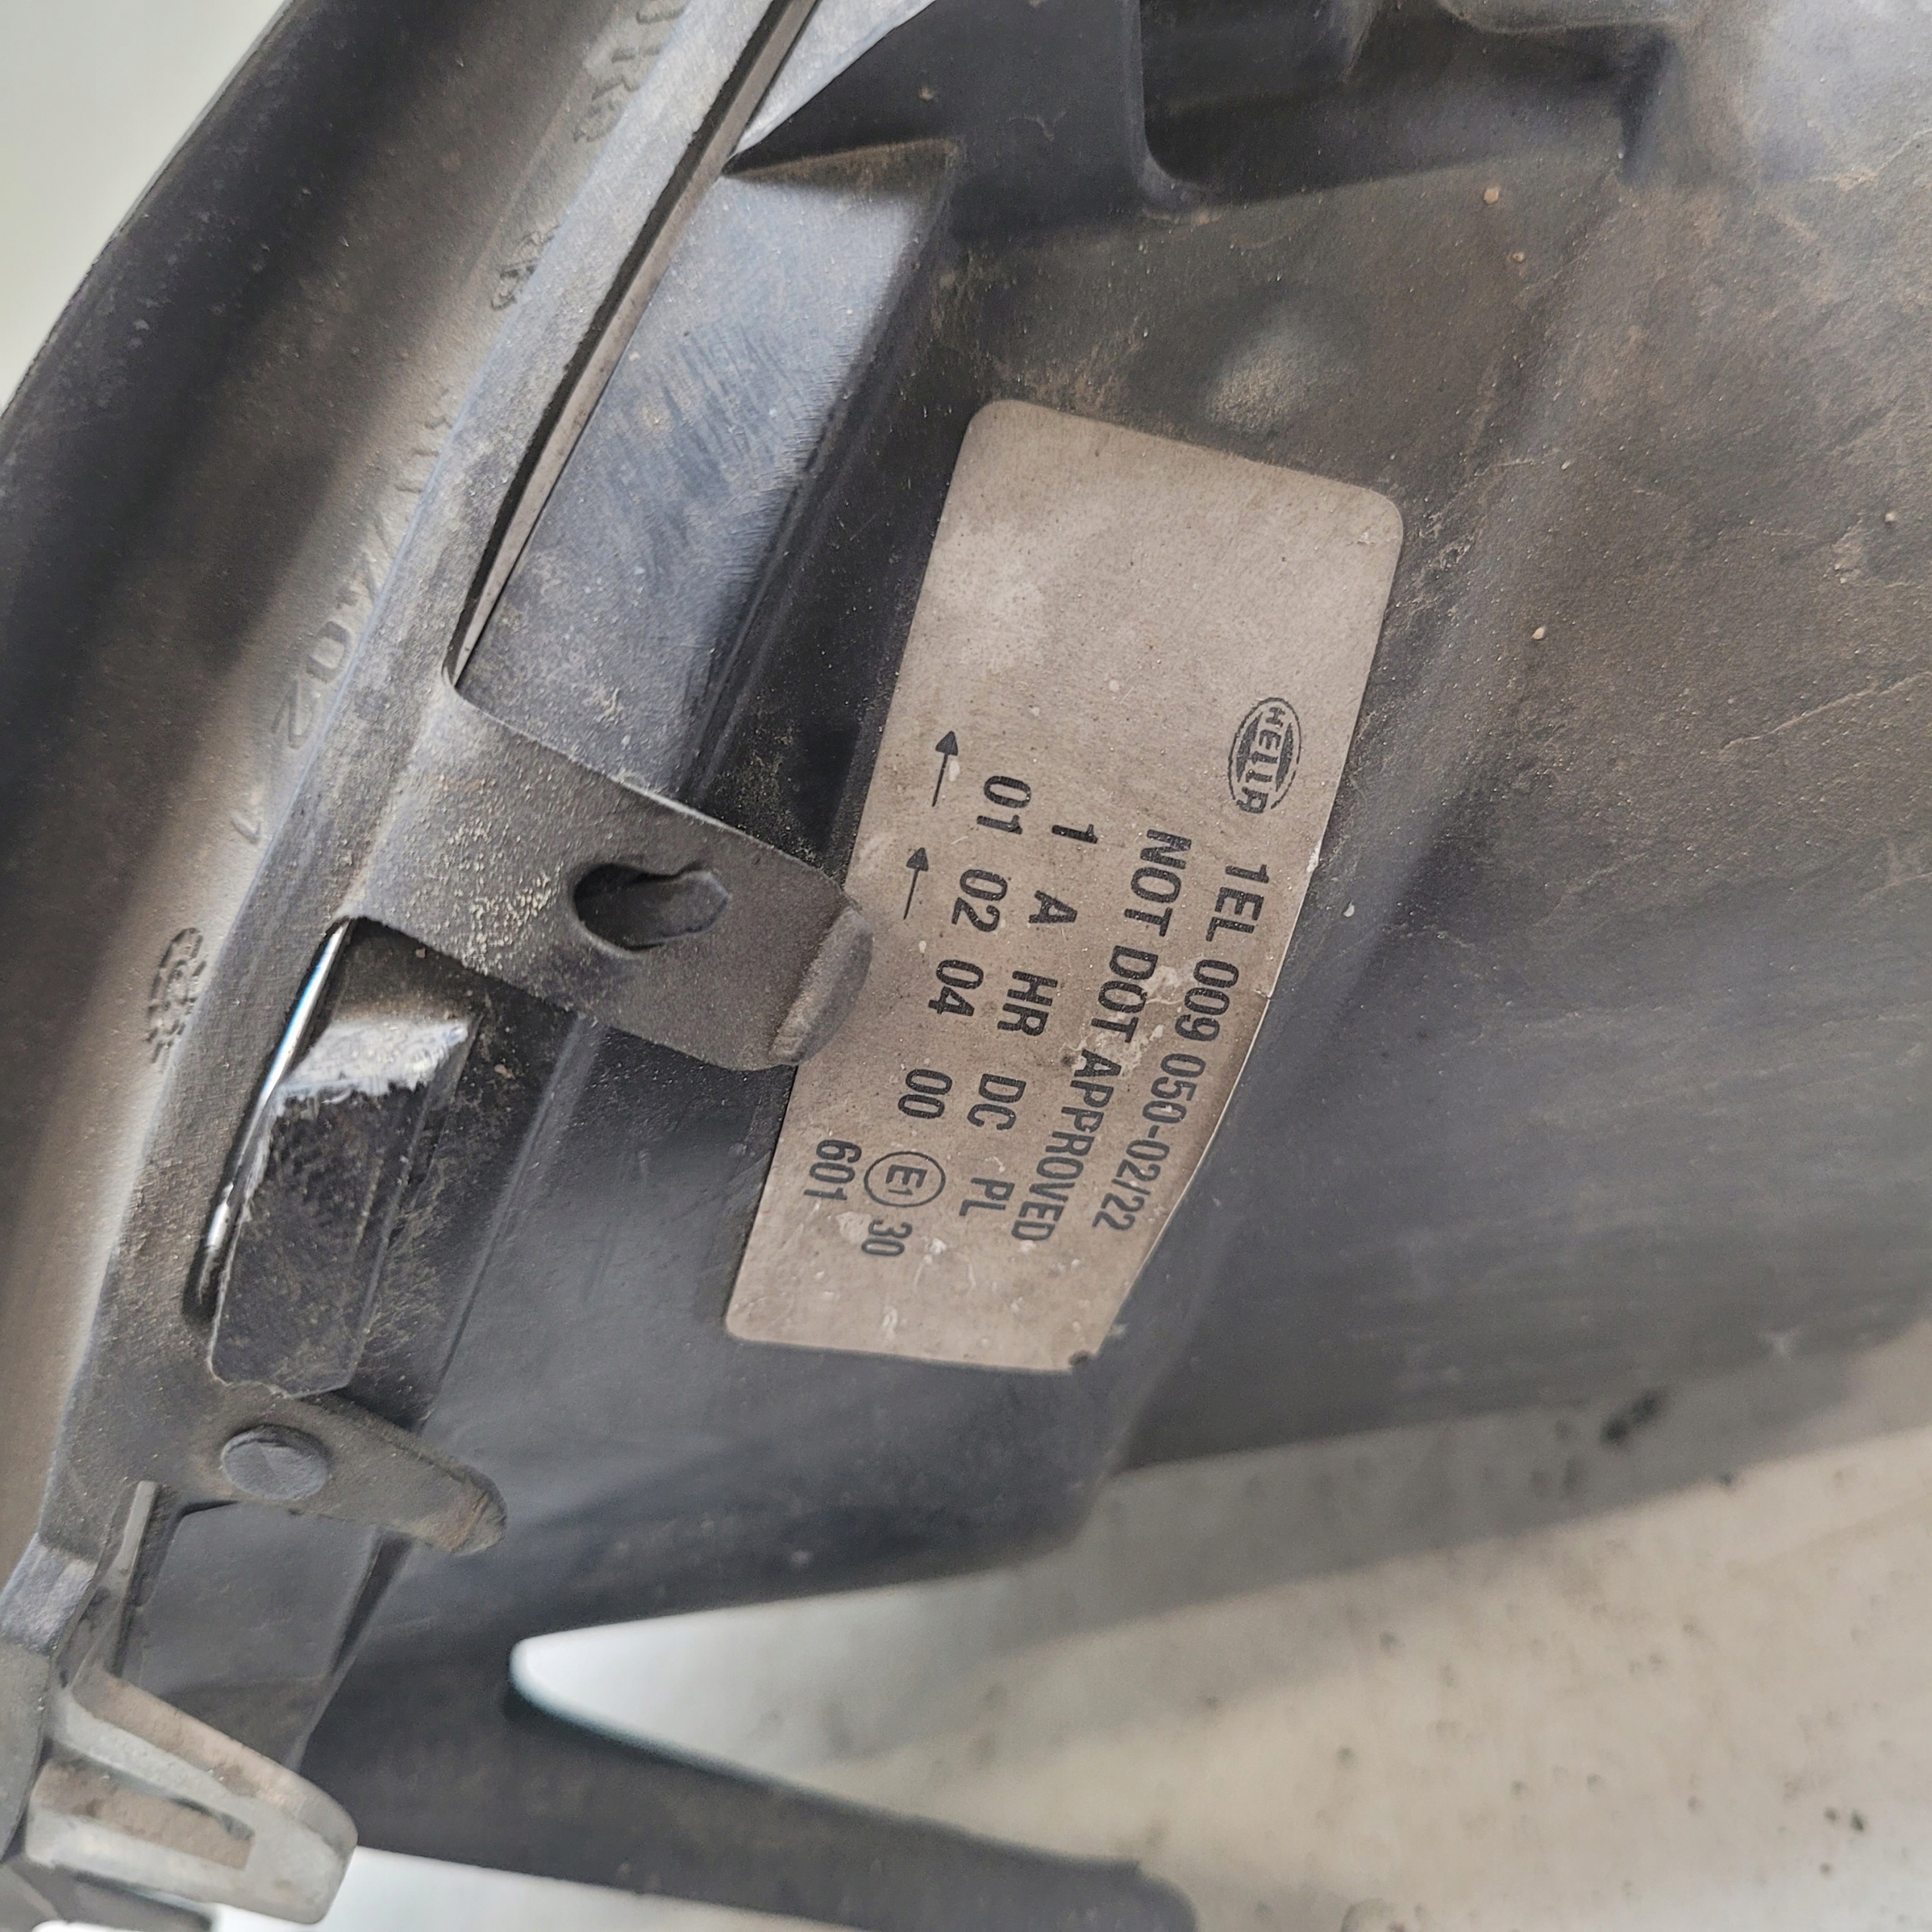 HELLA
1EL 009 050-02/22
NOT DOT APPROVED
1 A HR DC PL
01 02 04 00 E1 30
← ← 601